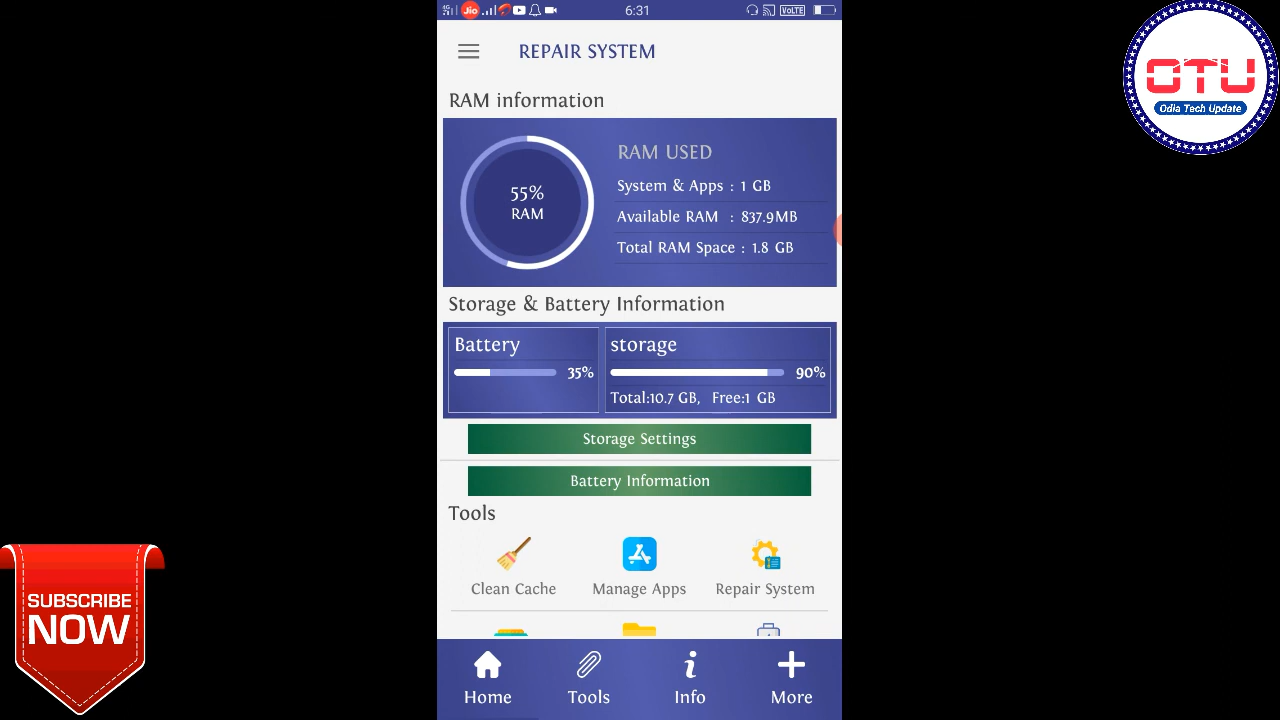 4G Jio 6:31 VoLTE
REPAIR SYSTEM
RAM information
55%
RAM
RAM USED
System & Apps : 1 GB
Available RAM : 837.9MB
Total RAM Space : 1.8 GB
Storage & Battery Information
Battery
35%
storage
90%
Total:10.7 GB, Free:1 GB
Storage Settings
Battery Information
Tools
Clean Cache Manage Apps Repair System
Home Tools Info More
OTU
Odia Tech Update
SUBSCRIBE
NOW